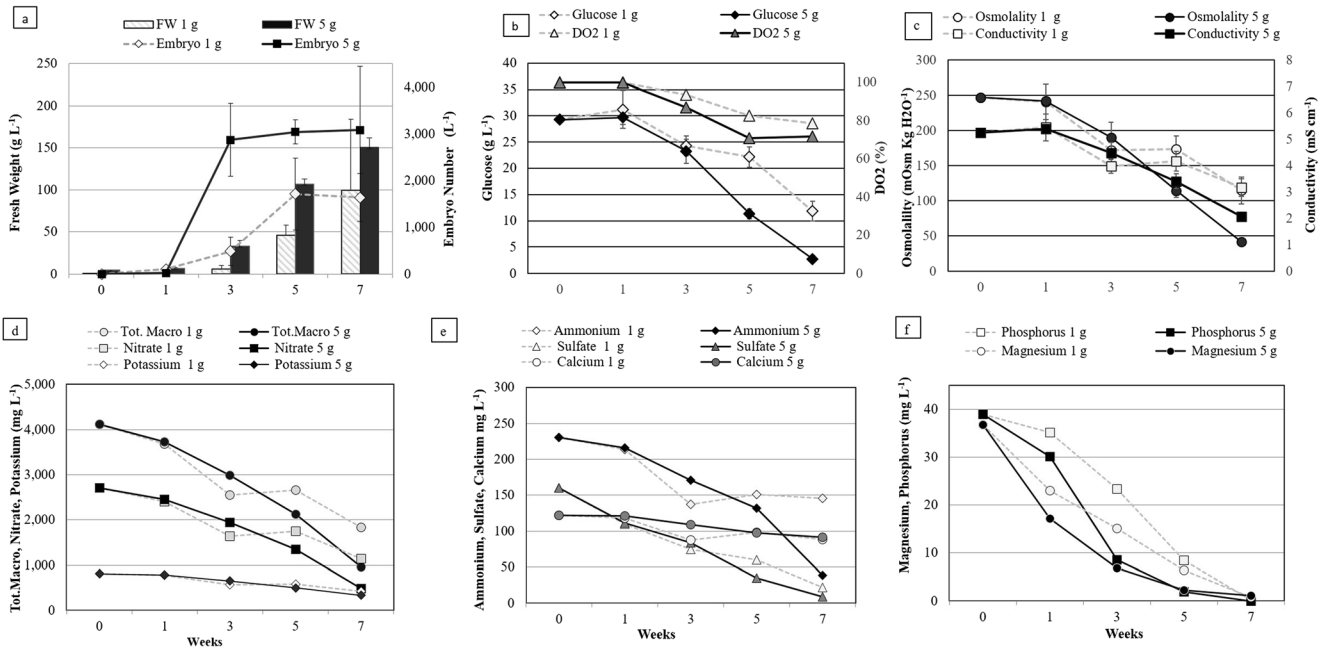 a
FW 1 g
FW 5 g
Embryo 1 g
Embryo 5 g
Fresh Weight (g L-1)
250
200
150
100
50
0
4,000
3,000
2,000
1,000
0
Embryo Number (L-1)
0 1 3 5 7
b
Glucose 1 g
Glucose 5 g
DO2 1 g
DO2 5 g
Glucose (g L-1)
40
35
30
25
20
15
10
5
0
100
80
60
40
20
0
DO2 (%)
0 1 3 5 7
c
Osmolality 1 g
Osmolality 5 g
Conductivity 1 g
Conductivity 5 g
Osmolalility (mOsm Kg H2O-1)
300
250
200
150
100
50
0
8
7
6
5
4
3
2
1
0
Conductivity (mS cm-1)
0 1 3 5 7
d
Tot. Macro 1 g
Tot.Macro 5 g
Nitrate 1 g
Nitrate 5 g
Potassium 1 g
Potassium 5 g
Tot.Macro, Nitrate, Potassium (mg L-1)
5,000
4,000
3,000
2,000
1,000
0
0 1 3 5 7
Weeks
e
Ammonium 1 g
Ammonium 5 g
Sulfate 1 g
Sulfate 5 g
Calcium 1 g
Calcium 5 g
Ammonium, Sulfate, Calcium mg L-1)
300
250
200
150
100
50
0
0 1 3 5 7
Weeks
f
Phosphorus 1 g
Phosphorus 5 g
Magnesium 1 g
Magnesium 5 g
Magnesium, Phosphorus (mg L-1)
40
30
20
10
0
0 1 3 5 7
Weeks